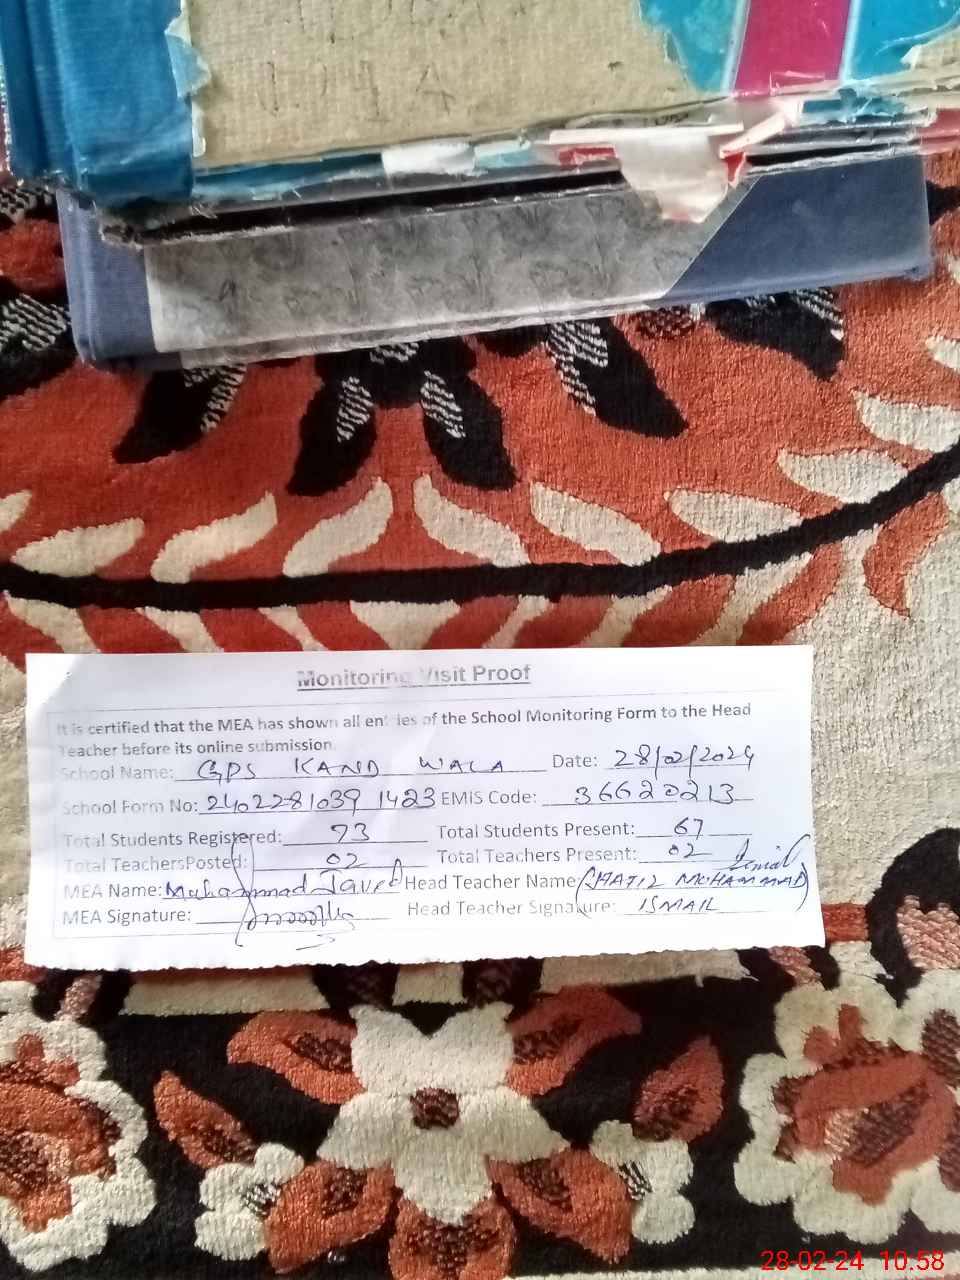 Monitoring Visit Proof
It is certified that the MEA has shown all entries of the School Monitoring Form to the Head
Teacher before its online submission.
School Name: GPS KAND WALA Date: 28/02/2024
School Form No: 2402281039 1423 EMIS Code: 36620213
Total Students Registered: 73 Total Students Present: 67
Total TeachersPosted: 02 Total Teachers Present: 02
MEA Name: Muhammad Javed Head Teacher Name: HAFIZ MOHAMMAD
MEA Signature: Head Teacher Signature: ISMAIL
28-02-24 10.58